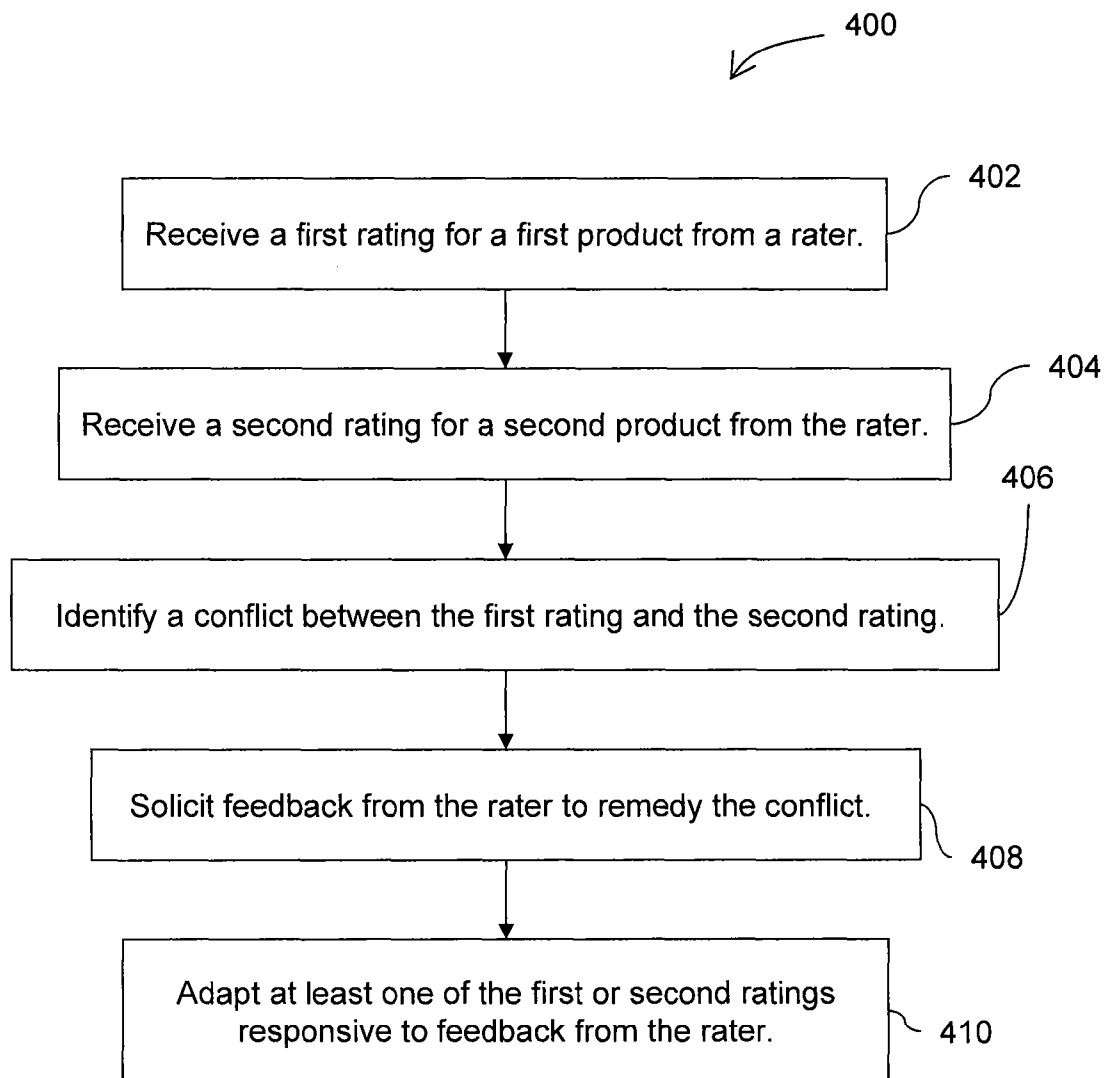 400
402
Receive a first rating for a first product from a rater.
404
Receive a second rating for a second product from the rater.
406
Identify a conflict between the first rating and the second rating.
Solicit feedback from the rater to remedy the conflict.
408
Adapt at least one of the first or second ratings
responsive to feedback from the rater.
410